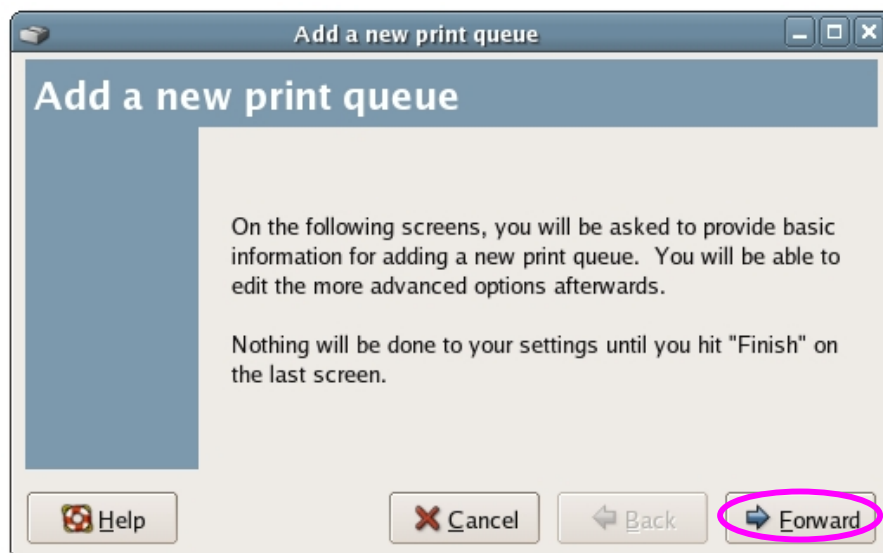 Add a new print queue
Add a new print queue
On the following screens, you will be asked to provide basic
information for adding a new print queue.  You will be able to
edit the more advanced options afterwards.
Nothing will be done to your settings until you hit "Finish" on
the last screen.
Help
Cancel
Back
Forward